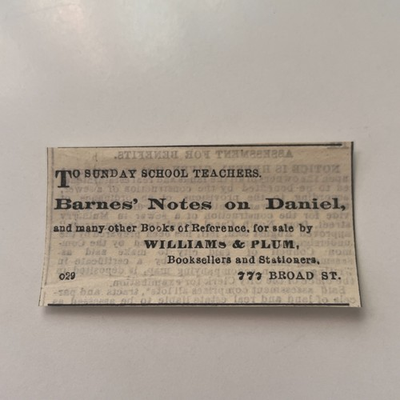 TO SUNDAY SCHOOL TEACHERS.
Barnes' Notes on Daniel,
and many other Books of Reference, for sale by
WILLIAMS & PLUM,
Booksellers and Stationers,
o29 777 BROAD ST.